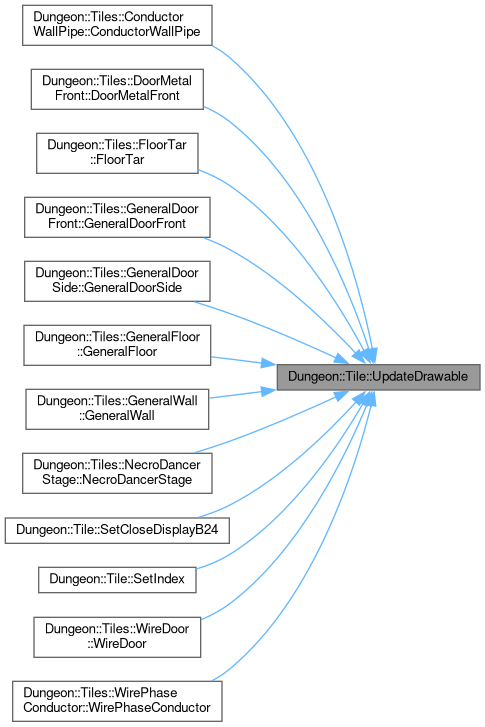 Dungeon::Tiles::Conductor
WallPipe::ConductorWallPipe
Dungeon::Tiles::DoorMetal
Front::DoorMetalFront
Dungeon::Tiles::FloorTar
::FloorTar
Dungeon::Tiles::GeneralDoor
Front::GeneralDoorFront
Dungeon::Tiles::GeneralDoor
Side::GeneralDoorSide
Dungeon::Tiles::GeneralFloor
::GeneralFloor
Dungeon::Tile::UpdateDrawable
Dungeon::Tiles::GeneralWall
::GeneralWall
Dungeon::Tiles::NecroDancer
Stage::NecroDancerStage
Dungeon::Tile::SetCloseDisplayB24
Dungeon::Tile::SetIndex
Dungeon::Tiles::WireDoor
::WireDoor
Dungeon::Tiles::WirePhase
Conductor::WirePhaseConductor